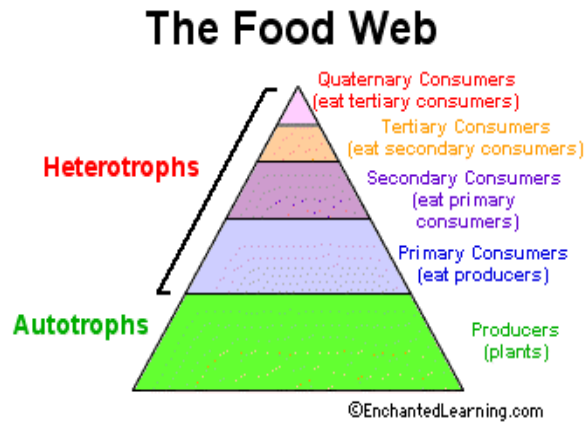 The Food Web
Quaternary Consumers
(eat tertiary consumers)
Tertiary Consumers
(eat secondary consumers)
Heterotrophs
Secondary Consumers
(eat primary
consumers)
Primary Consumers
(eat producers)
Autotrophs
Producers
(plants)
©EnchantedLearning.com